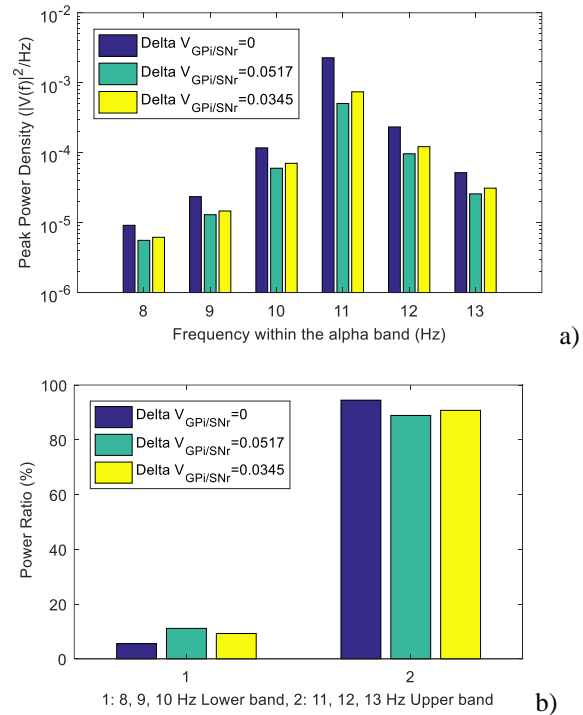 10^-2
Delta V_GPi/SNr=0
Delta V_GPi/SNr=0.0517
Delta V_GPi/SNr=0.0345
10^-3
10^-4
10^-5
10^-6
Peak Power Density (|V(f)|^2/Hz)
8 9 10 11 12 13
Frequency within the alpha band (Hz)
a)
100
Delta V_GPi/SNr=0
Delta V_GPi/SNr=0.0517
Delta V_GPi/SNr=0.0345
80
60
40
20
0
Power Ratio (%)
1 2
1: 8, 9, 10 Hz Lower band, 2: 11, 12, 13 Hz Upper band
b)